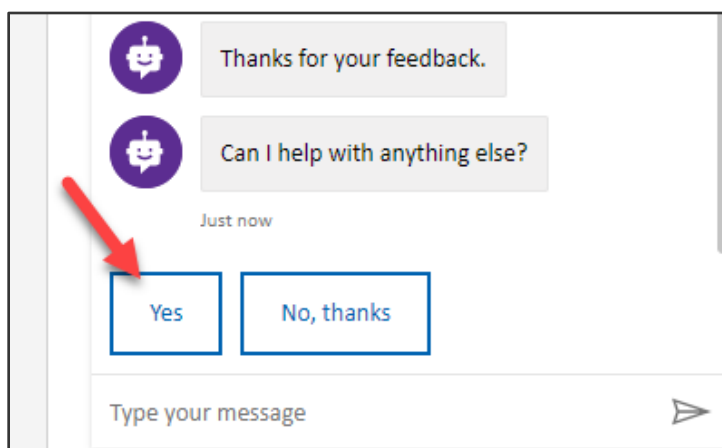 Thanks for your feedback.
Can I help with anything else?
Just now
Yes
No, thanks
Type your message